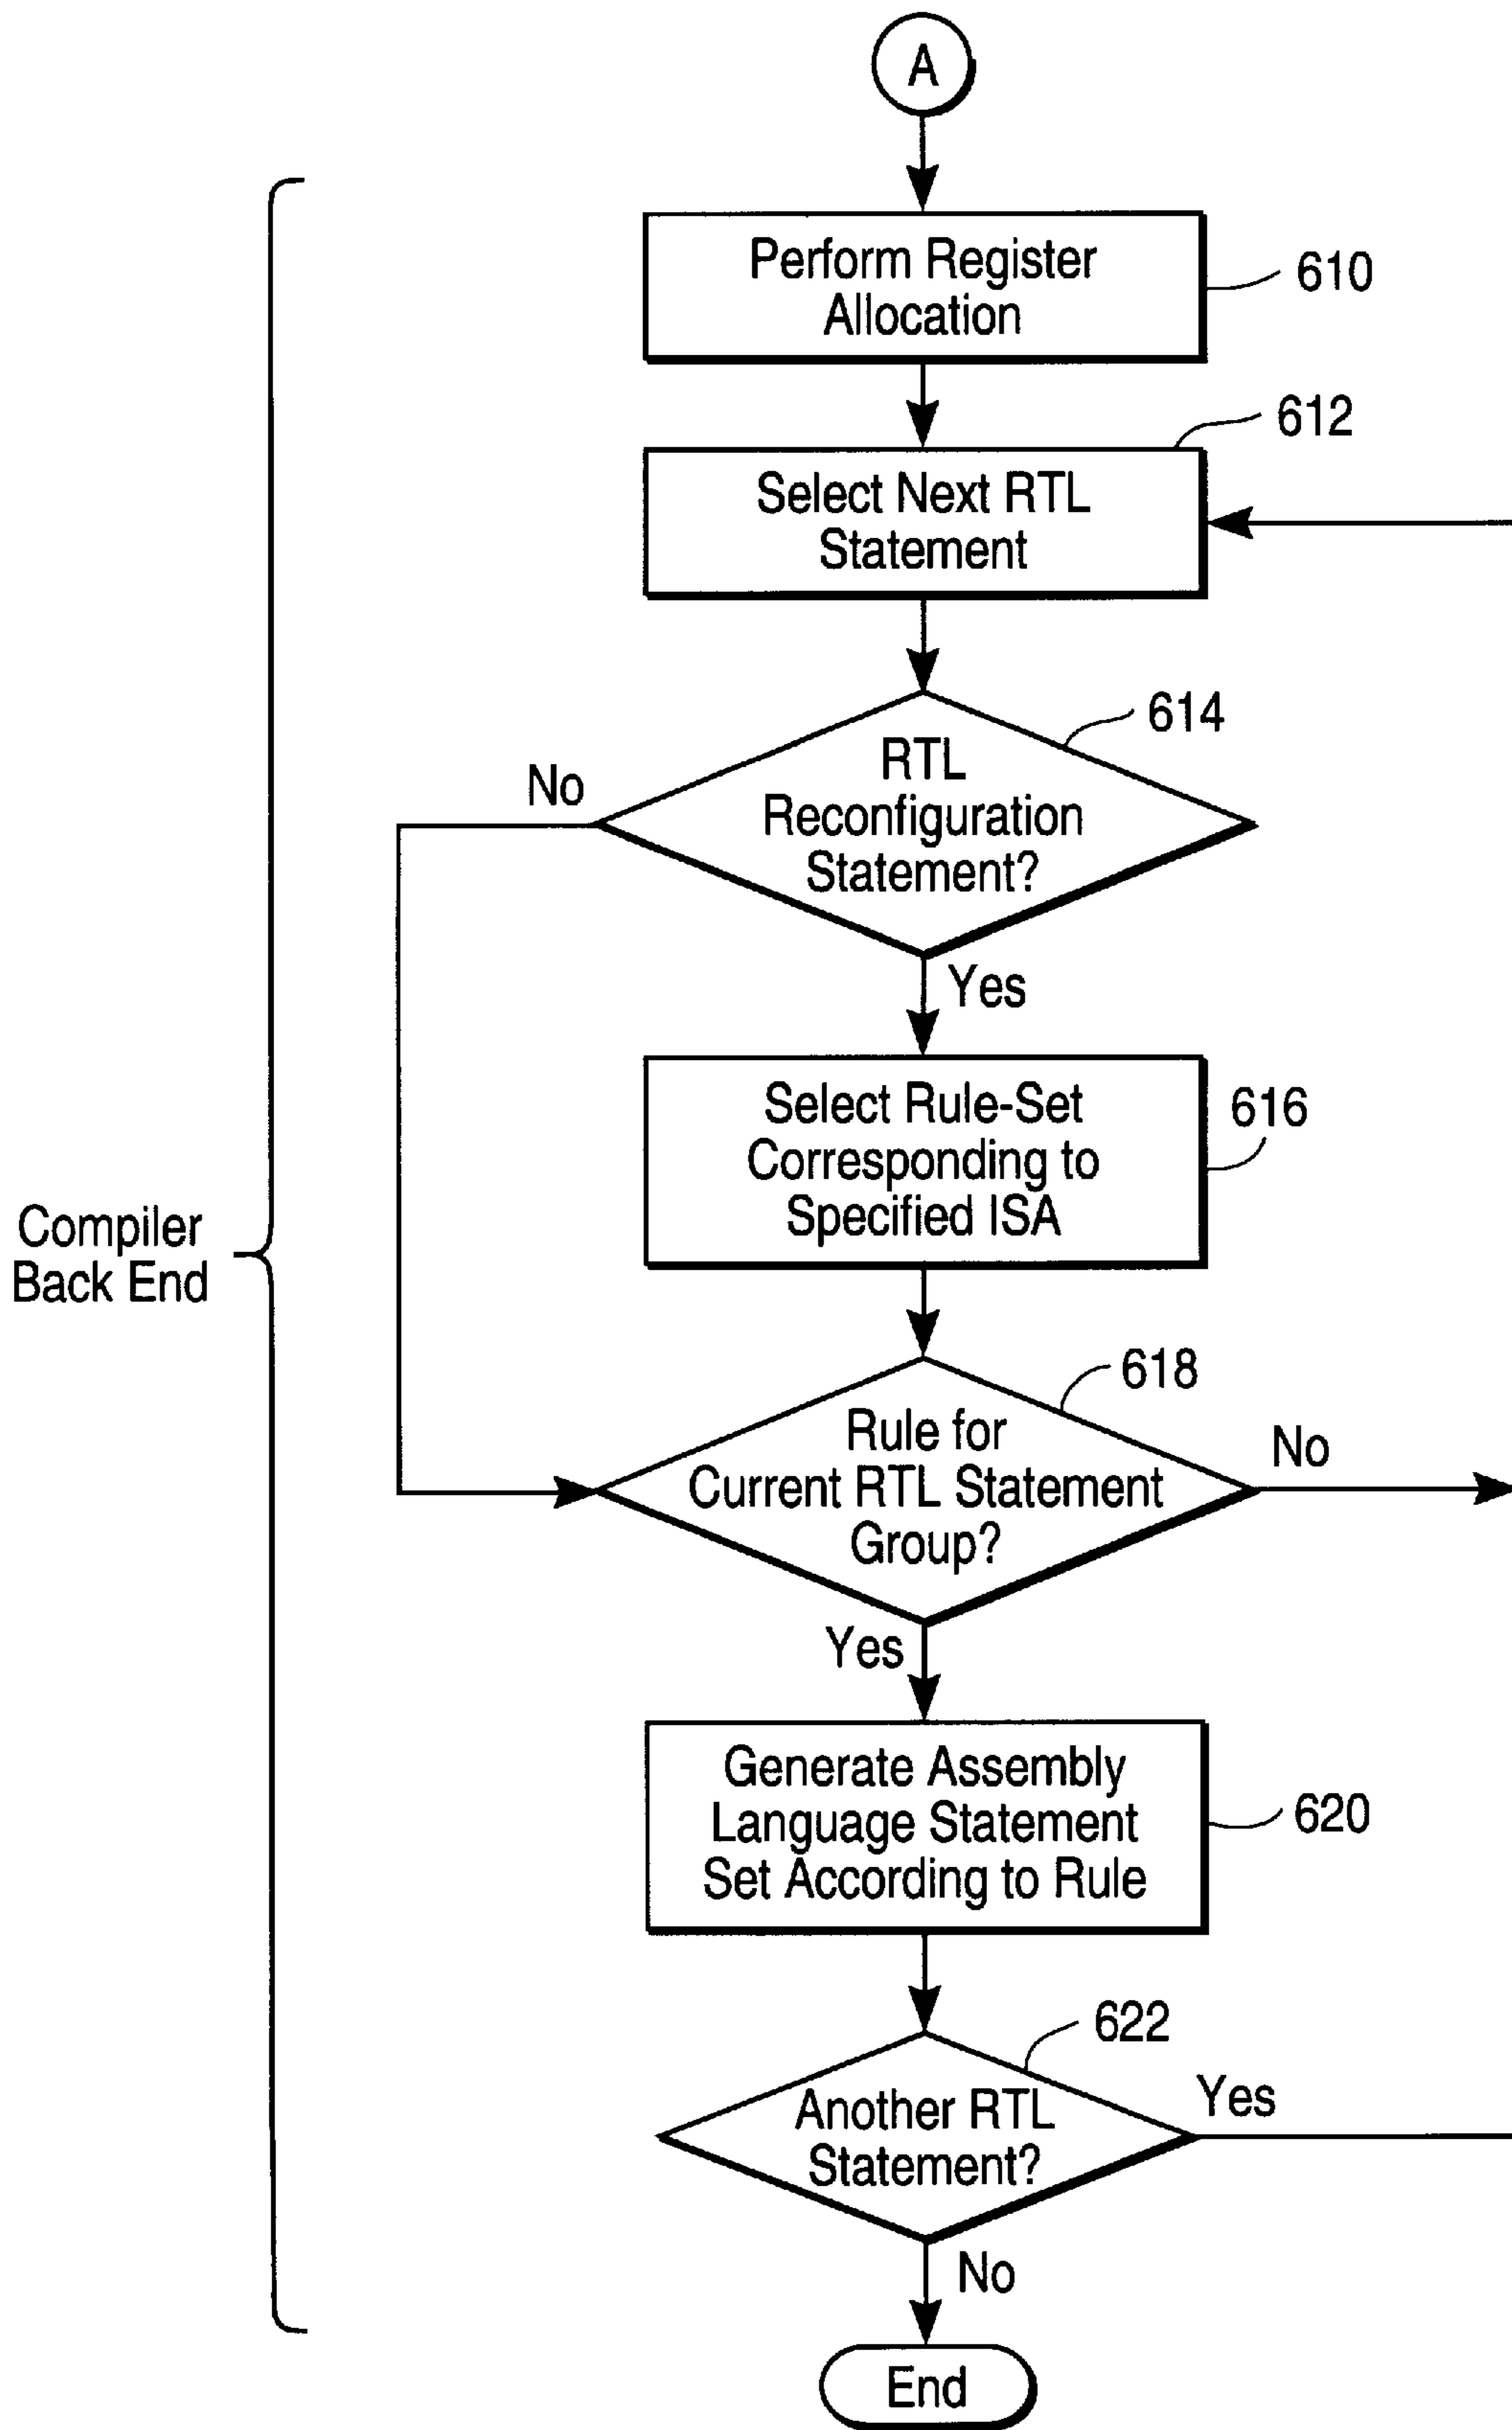 A
Perform Register
Allocation
610
612
Select Next RTL
Statement
614
No
RTL
Reconfiguration
Statement?
Yes
Select Rule-Set
Corresponding to
Specified ISA
616
Compiler
Back End
618
Rule for
Current RTL Statement
Group?
No
Yes
Generate Assembly
Language Statement
Set According to Rule
620
622
Another RTL
Statement?
Yes
No
End